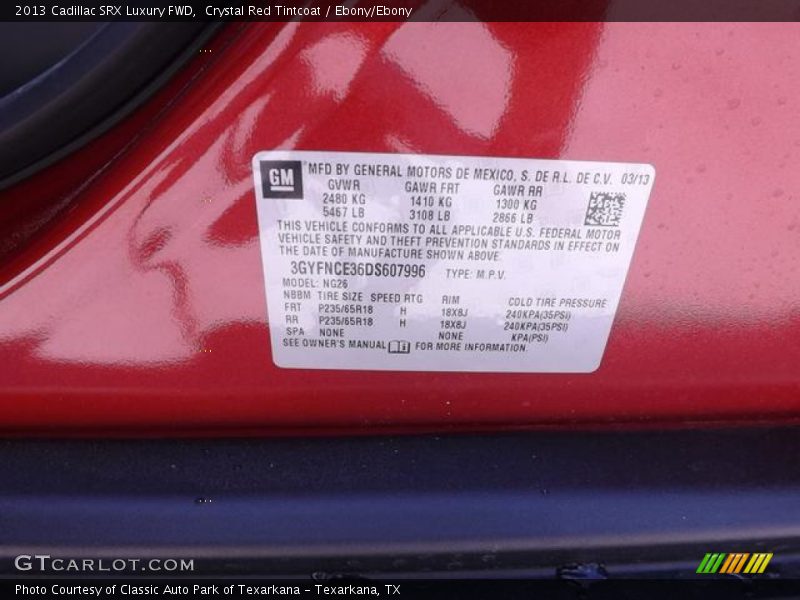 2013 Cadillac SRX Luxury FWD,  Crystal Red Tintcoat / Ebony/Ebony
GM MFD BY GENERAL MOTORS DE MEXICO, S. DE R.L. DE C.V. 03/13
GVWR GAWR FRT GAWR RR
2480 KG 1410 KG 1300 KG
5467 LB 3108 LB 2866 LB
THIS VEHICLE CONFORMS TO ALL APPLICABLE U.S. FEDERAL MOTOR
VEHICLE SAFETY AND THEFT PREVENTION STANDARDS IN EFFECT ON
THE DATE OF MANUFACTURE SHOWN ABOVE.
3GYFNCE36DS607996 TYPE: M.P.V.
MODEL: NG26
NBBM TIRE SIZE SPEED RTG RIM COLD TIRE PRESSURE
FRT P235/65R18 H 18X8J 240KPA(35PSI)
RR P235/65R18 H 18X8J 240KPA(35PSI)
SPA NONE NONE KPA(PSI)
SEE OWNER'S MANUAL FOR MORE INFORMATION.
GTCARLOT.COM
Photo Courtesy of Classic Auto Park of Texarkana - Texarkana, TX